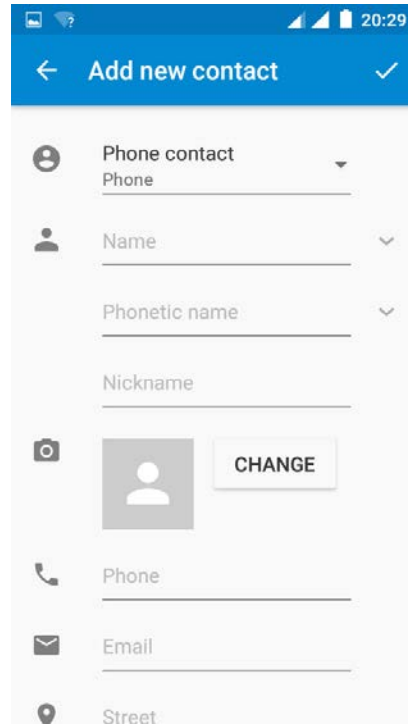 20:29
Add new contact
Phone contact
Phone
Name
Phonetic name
Nickname
CHANGE
Phone
Email
Street